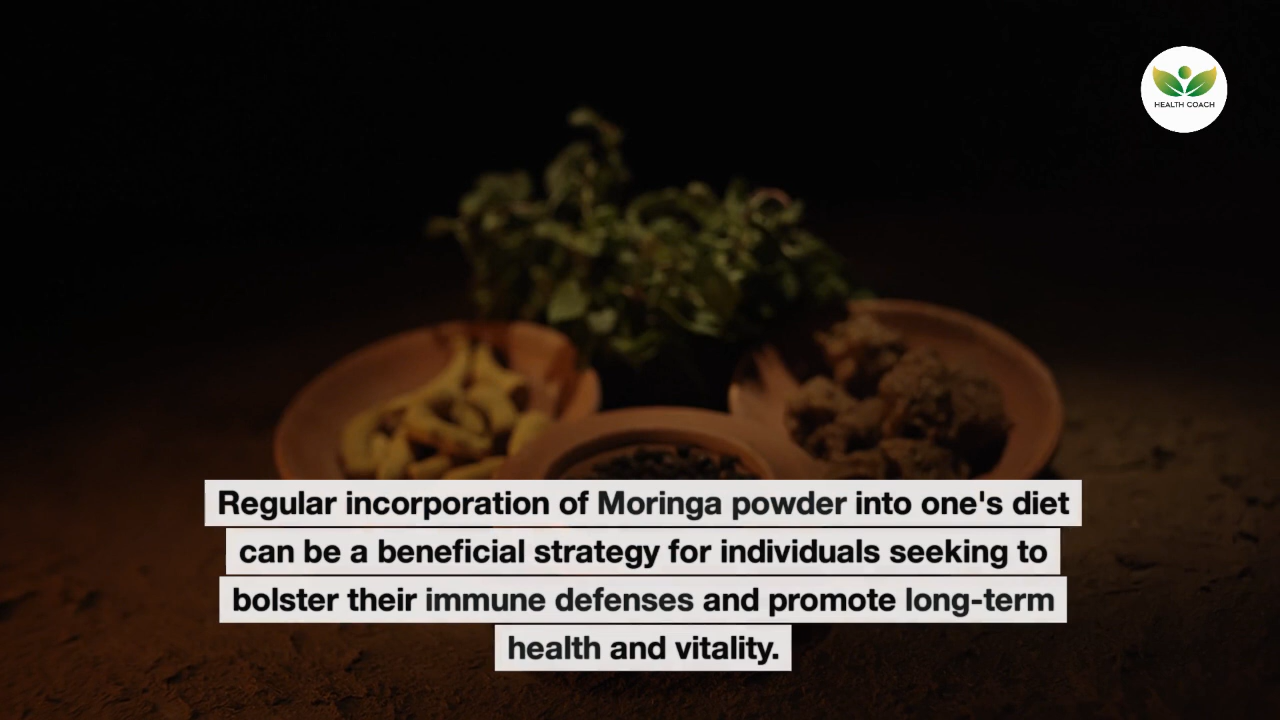 HEALTH COACH
Regular incorporation of Moringa powder into one's diet
can be a beneficial strategy for individuals seeking to
bolster their immune defenses and promote long-term
health and vitality.